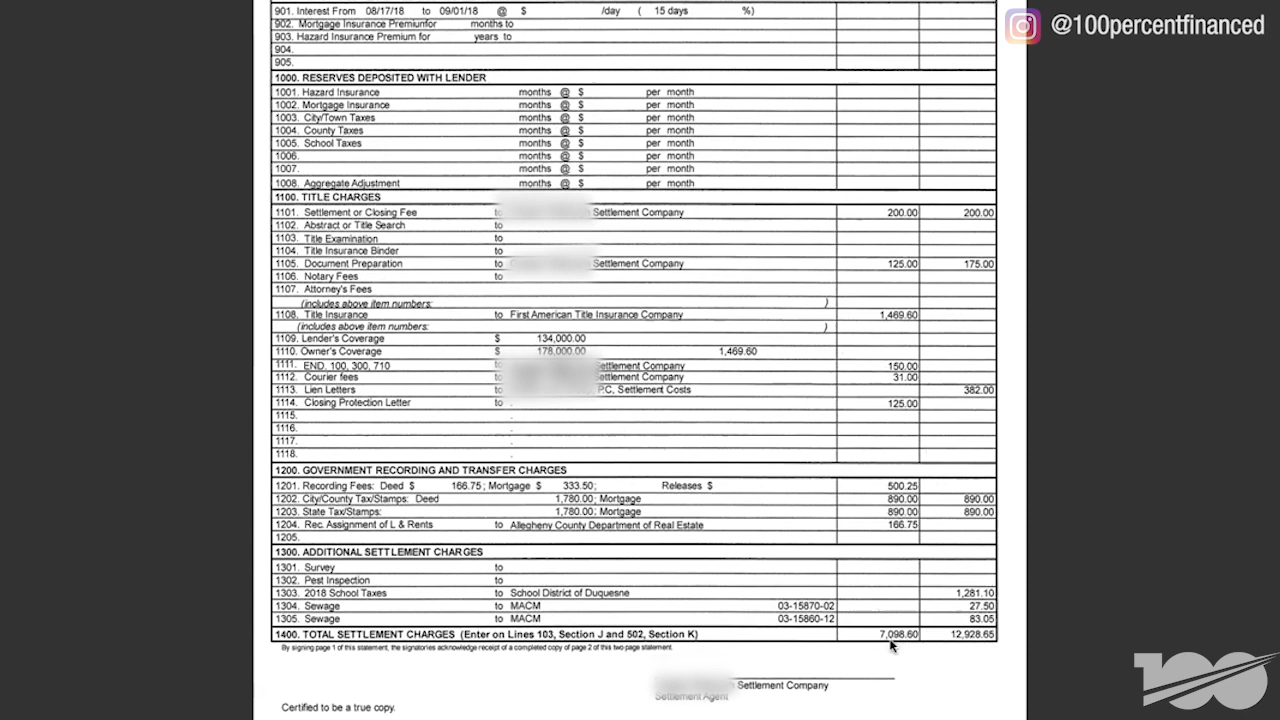 @100percentfinanced
901. Interest From 08/17/18 to 09/01/18 @ $ /day ( 15 days %)
902. Mortgage Insurance Premiumfor months to
903. Hazard Insurance Premium for years to
904.
905.
1000. RESERVES DEPOSITED WITH LENDER
1001. Hazard Insurance months @ $ per month
1002. Mortgage Insurance months @ $ per month
1003. City/Town Taxes months @ $ per month
1004. County Taxes months @ $ per month
1005. School Taxes months @ $ per month
1006. months @ $ per month
1007. months @ $ per month
1008. Aggregate Adjustment months @ $ per month
1100. TITLE CHARGES
1101. Settlement or Closing Fee to Settlement Company 200.00 200.00
1102. Abstract or Title Search to
1103. Title Examination to
1104. Title Insurance Binder to
1105. Document Preparation to Settlement Company 125.00 175.00
1106. Notary Fees to
1107. Attorney's Fees
(includes above item numbers: )
1108. Title Insurance to First American Title Insurance Company 1,469.60
(includes above item numbers: )
1109. Lender's Coverage $ 134,000.00
1110. Owner's Coverage $ 178,000.00 1,469.60
1111. END. 100, 300, 710 to Settlement Company 150.00
1112. Courier fees to Settlement Company 31.00
1113. Lien Letters to P.C, Settlement Costs 382.00
1114. Closing Protection Letter to . 125.00
1115. .
1116. .
1117. .
1118. .
1200. GOVERNMENT RECORDING AND TRANSFER CHARGES
1201. Recording Fees: Deed $ 166.75; Mortgage $ 333.50; Releases $ 500.25
1202. City/County Tax/Stamps: Deed 1,780.00; Mortgage 890.00 890.00
1203. State Tax/Stamps: 1,780.00; Mortgage 890.00 890.00
1204. Rec. Assignment of L & Rents to Allegheny County Department of Real Estate 166.75
1205.
1300. ADDITIONAL SETTLEMENT CHARGES
1301. Survey to
1302. Pest Inspection to
1303. 2018 School Taxes to School District of Duquesne 1,281.10
1304. Sewage to MACM 03-15870-02 27.50
1305. Sewage to MACM 03-15860-12 83.05
1400. TOTAL SETTLEMENT CHARGES (Enter on Lines 103, Section J and 502, Section K) 7,098.60 12,928.65
By signing page 1 of this statement, the signatories acknowledge receipt of a completed copy of page 2 of this two page statement.
Settlement Company
Settlement Agent
Certified to be a true copy.
100